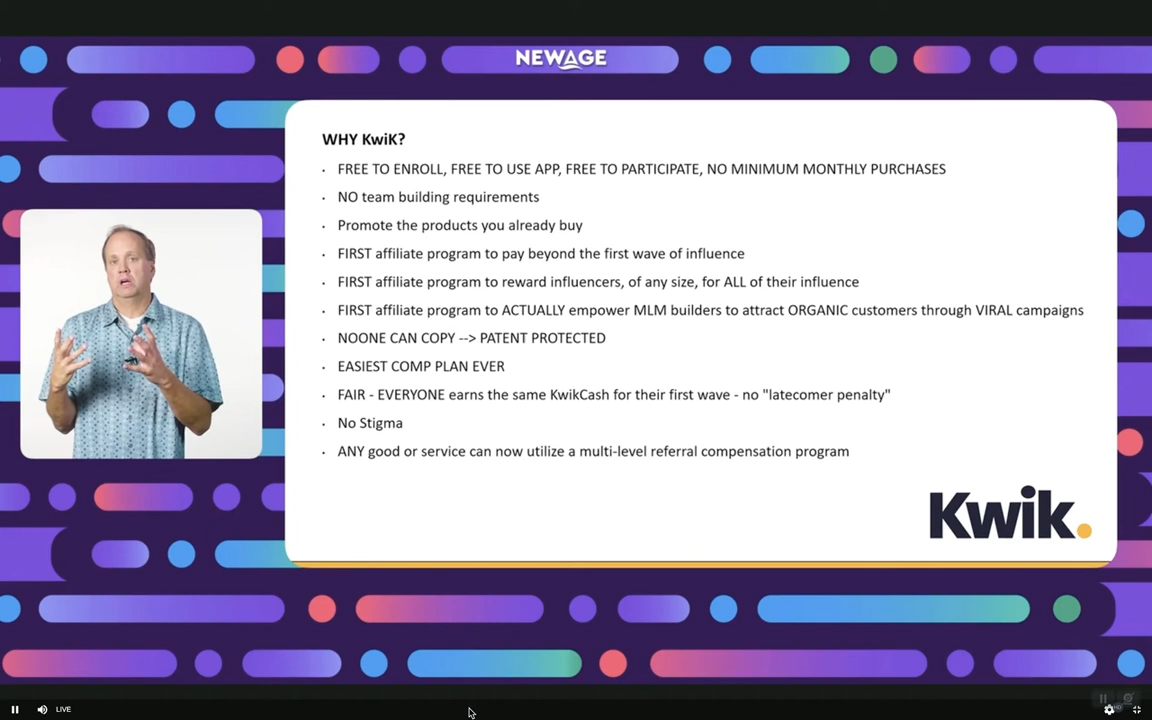 NEWAGE
WHY KwiK?
• FREE TO ENROLL, FREE TO USE APP, FREE TO PARTICIPATE, NO MINIMUM MONTHLY PURCHASES
• NO team building requirements
• Promote the products you already buy
• FIRST affiliate program to pay beyond the first wave of influence
• FIRST affiliate program to reward influencers, of any size, for ALL of their influence
• FIRST affiliate program to ACTUALLY empower MLM builders to attract ORGANIC customers through VIRAL campaigns
• NOONE CAN COPY --> PATENT PROTECTED
• EASIEST COMP PLAN EVER
• FAIR - EVERYONE earns the same KwikCash for their first wave - no "latecomer penalty"
• No Stigma
• ANY good or service can now utilize a multi-level referral compensation program
Kwik.
LIVE